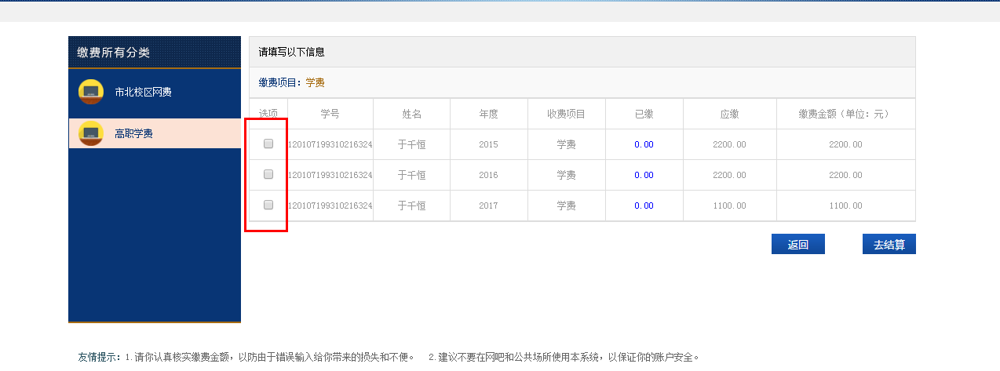 缴费所有分类
市北校区网费
高职学费
请填写以下信息
缴费项目：学费
选项 学号 姓名 年度 收费项目 已缴 应缴 缴费金额（单位：元）
120107199310216324 于千恒 2015 学费 0.00 2200.00 2200.00
120107199310216324 于千恒 2016 学费 0.00 2200.00 2200.00
120107199310216324 于千恒 2017 学费 0.00 1100.00 1100.00
返回 去结算
友情提示：1.请你认真核实缴费金额，以防由于错误输入给你带来的损失和不便。 2.建议不要在网吧和公共场所使用本系统，以保证你的账户安全。